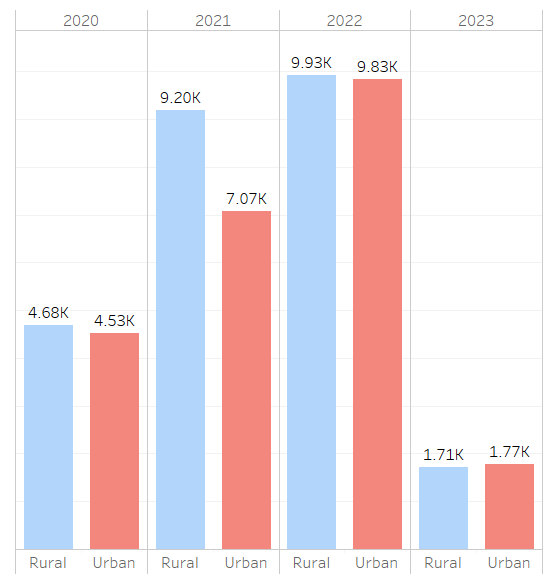 2020 2021 2022 2023
9.93K 9.83K
9.20K
7.07K
4.68K 4.53K
1.71K 1.77K
Rural Urban Rural Urban Rural Urban Rural Urban